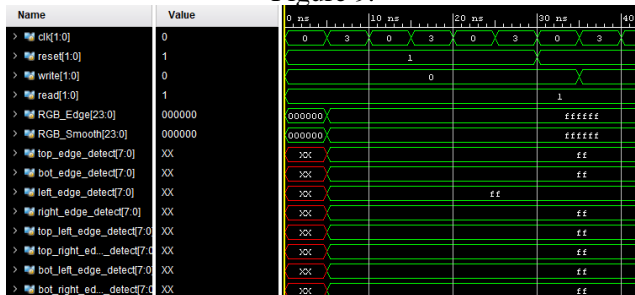 Figure 9.
Name Value 0 ns 10 ns 20 ns 30 ns 40
> clk[1:0] 0 0 3 0 3 0 3 0 3
> reset[1:0] 1 1
> write[1:0] 0 0
> read[1:0] 1 1
> RGB_Edge[23:0] 000000 000000 ffffff
> RGB_Smooth[23:0] 000000 000000 ffffff
> top_edge_detect[7:0] XX XX ff
> bot_edge_detect[7:0] XX XX ff
> left_edge_detect[7:0] XX XX ff
> right_edge_detect[7:0] XX XX ff
> top_left_edge_detect[7:0 XX XX ff
> top_right_ed..._detect[7:0 XX XX ff
> bot_left_edge_detect[7:0 XX XX ff
> bot_right_ed..._detect[7:0 XX XX ff